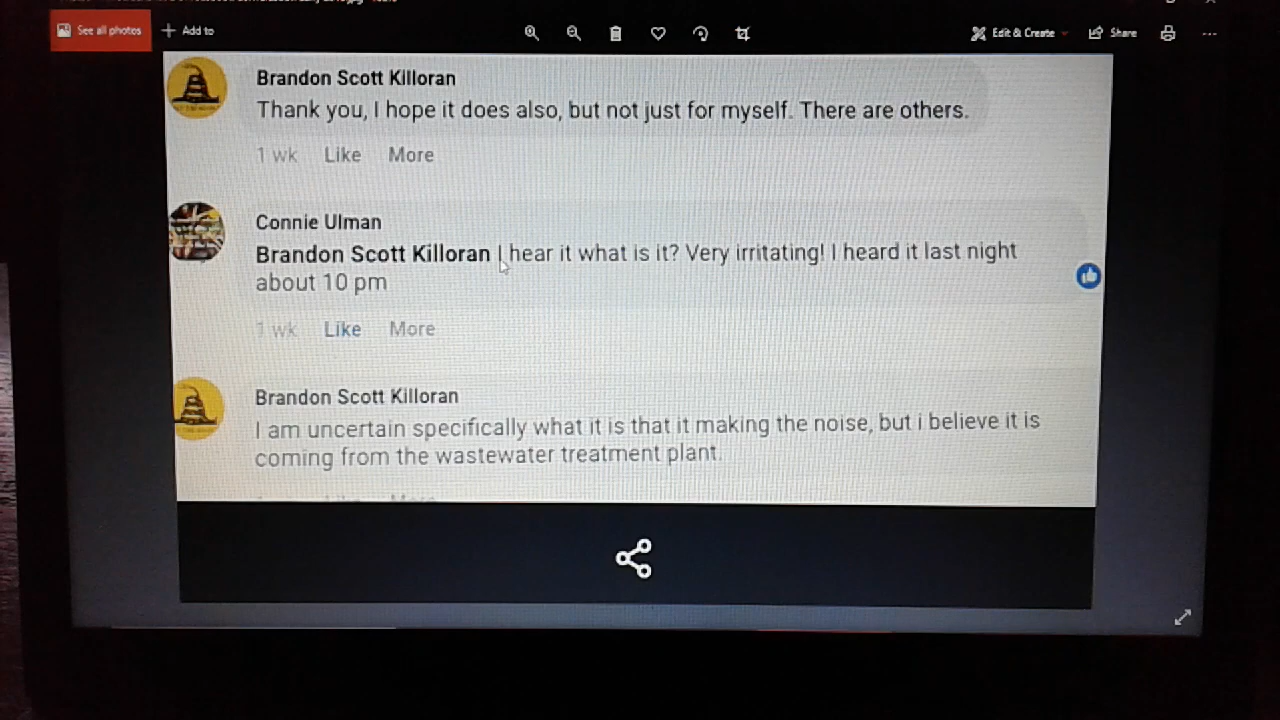 See all photos
Add to
Edit & Create
Share
Brandon Scott Killoran
Thank you, I hope it does also, but not just for myself. There are others.
1 wk Like More
Connie Ulman
Brandon Scott Killoran I hear it what is it? Very irritating! I heard it last night
about 10 pm
1 wk Like More
Brandon Scott Killoran
I am uncertain specifically what it is that it making the noise, but i believe it is
coming from the wastewater treatment plant.